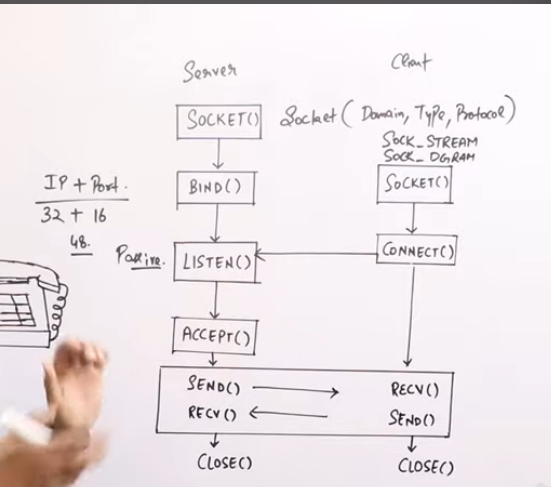 Server
Client
SOCKET()
Socket ( Domain, Type, Protocol )
SOCK_STREAM
SOCK_DGRAM
IP + Port.
32 + 16
48.
BIND()
SOCKET()
Passive.
LISTEN()
CONNECT()
ACCEPT()
SEND()
RECV()
RECV()
SEND()
CLOSE()
CLOSE()